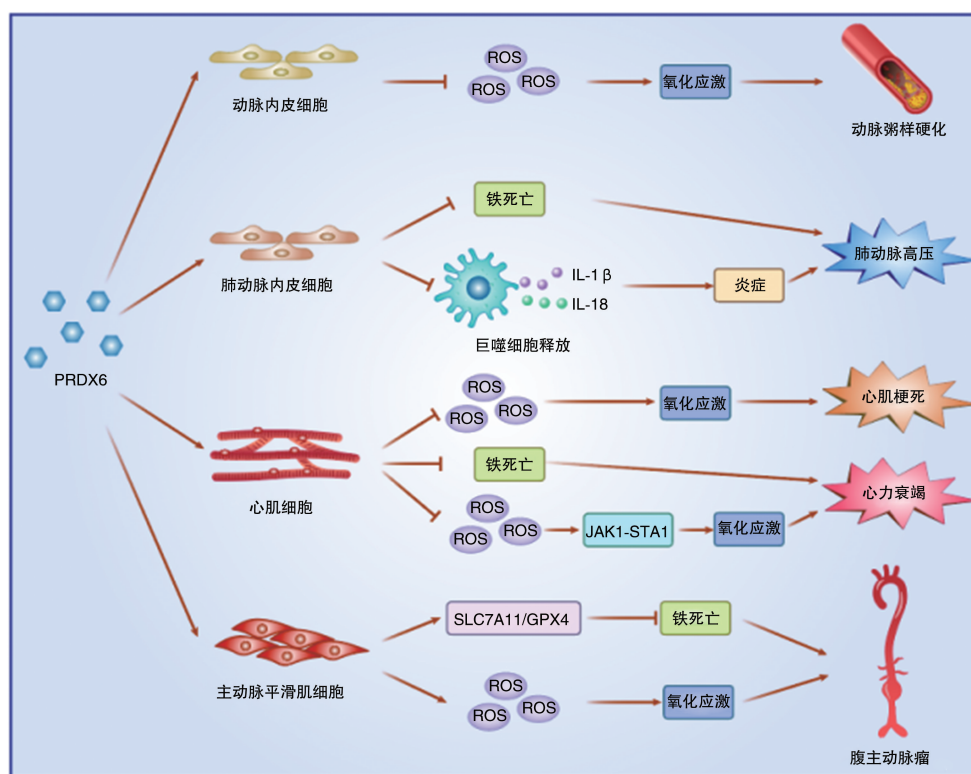 ROS
ROS
ROS
氧化应激
动脉内皮细胞
动脉粥样硬化
铁死亡
肺动脉高压
肺动脉内皮细胞
IL-1β
IL-18
炎症
巨噬细胞释放
PRDX6
ROS
ROS
ROS
氧化应激
心肌梗死
铁死亡
心力衰竭
心肌细胞
ROS
ROS
ROS
JAK1-STA1
氧化应激
SLC7A11/GPX4
铁死亡
主动脉平滑肌细胞
ROS
ROS
ROS
氧化应激
腹主动脉瘤